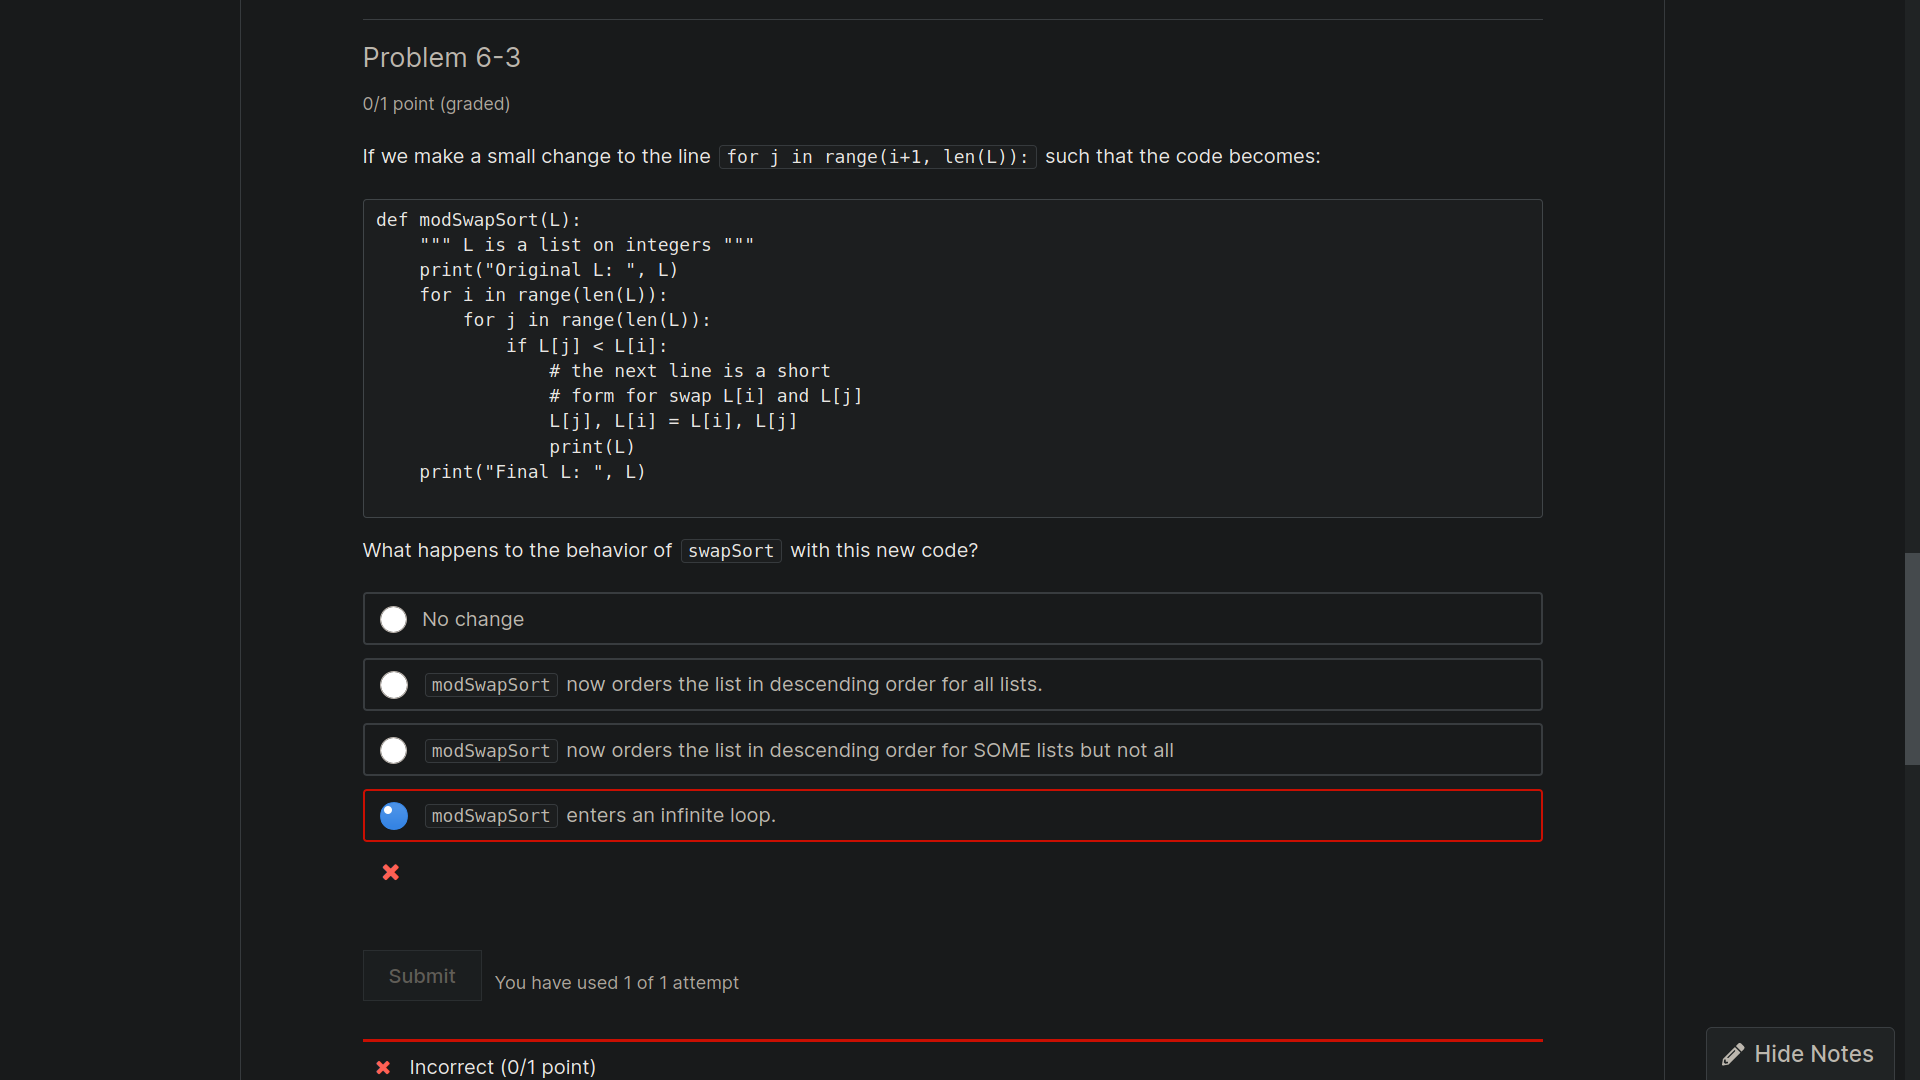 Problem 6-3
0/1 point (graded)
If we make a small change to the line for j in range(i+1, len(L)): such that the code becomes:
def modSwapSort(L):
    """ L is a list on integers """
    print("Original L: ", L)
    for i in range(len(L)):
        for j in range(len(L)):
            if L[j] < L[i]:
                # the next line is a short
                # form for swap L[i] and L[j]
                L[j], L[i] = L[i], L[j]
                print(L)
    print("Final L: ", L)
What happens to the behavior of swapSort with this new code?
No change
modSwapSort now orders the list in descending order for all lists.
modSwapSort now orders the list in descending order for SOME lists but not all
modSwapSort enters an infinite loop.
Submit You have used 1 of 1 attempt
Hide Notes
Incorrect (0/1 point)